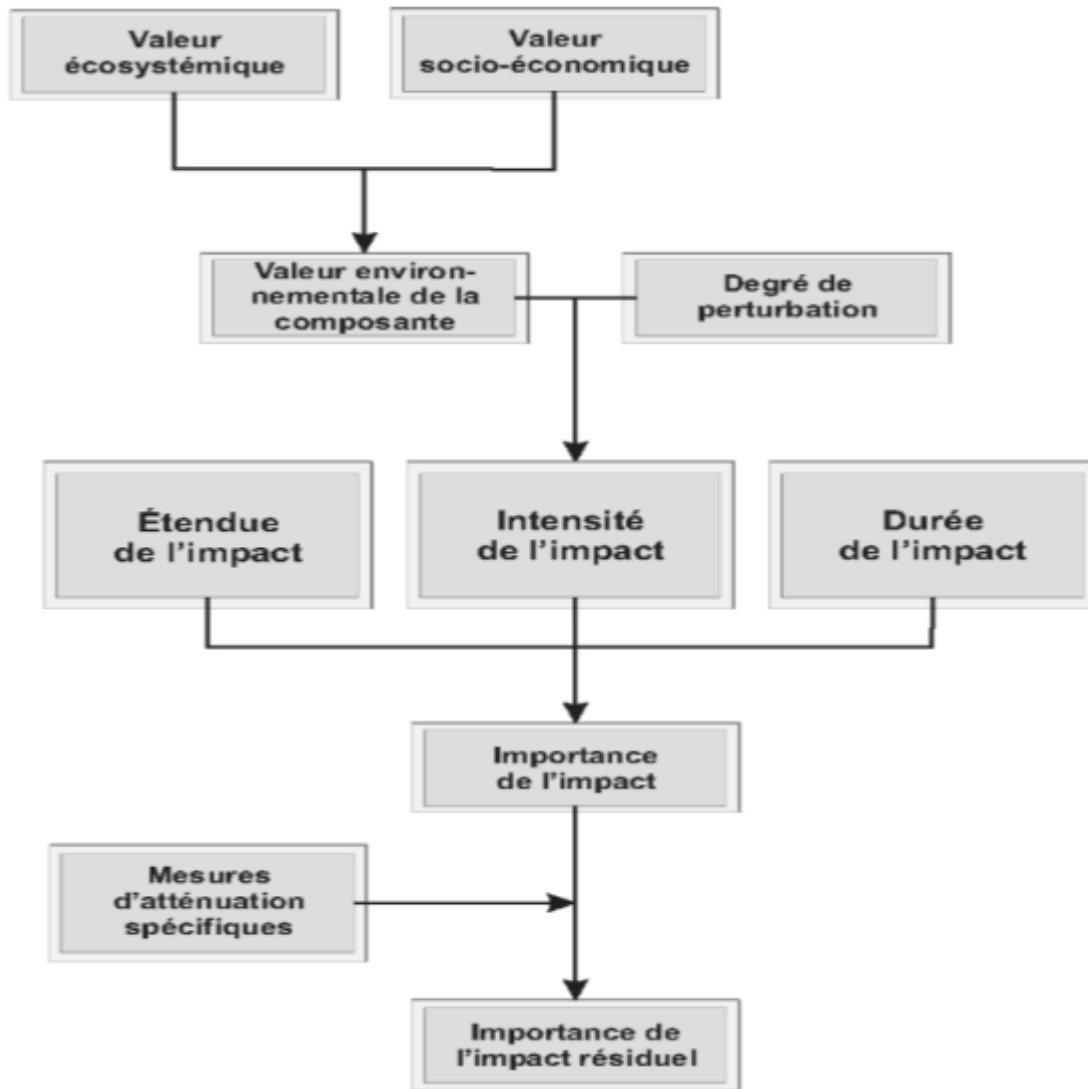 Valeur
écosystémique
Valeur
socio-économique
Valeur environ-
nementale de la
composante
Degré de
perturbation
Étendue
de l'impact
Intensité
de l'impact
Durée
de l'impact
Importance
de l'impact
Mesures
d'atténuation
spécifiques
Importance de
l'impact résiduel